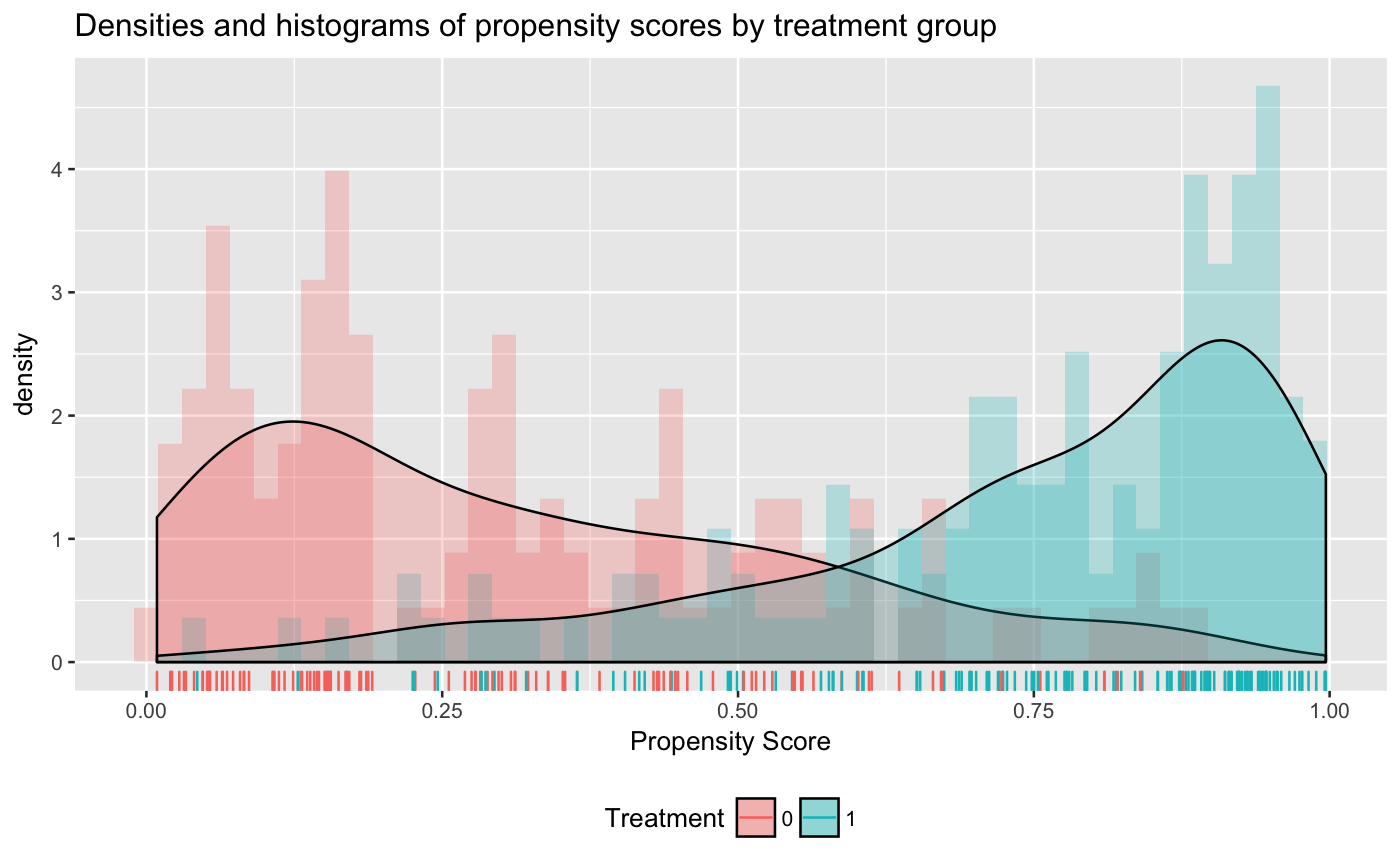 Densities and histograms of propensity scores by treatment group
density
4
3
2
1
0
0.00 0.25 0.50 0.75 1.00
Propensity Score
Treatment 0 1